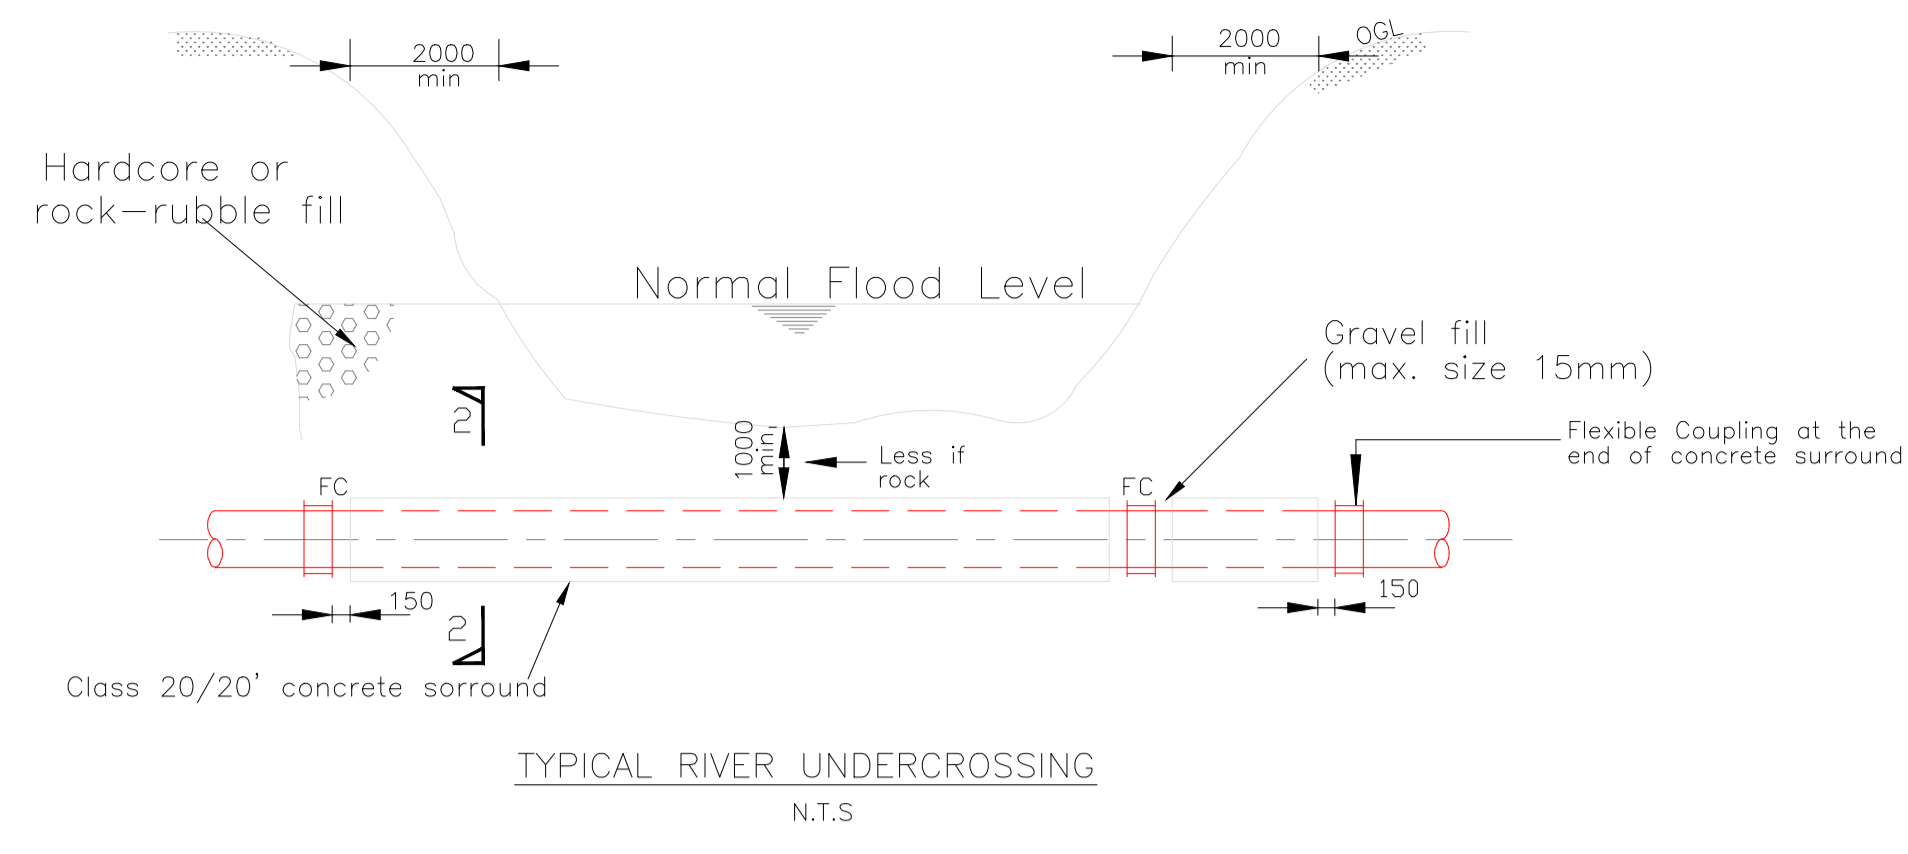 2000
min
2000
min
OGL
Hardcore or
rock-rubble fill
Normal Flood Level
Gravel fill
(max. size 15mm)
2
1000
min,
Less if
rock
Flexible Coupling at the
end of concrete surround
FC
FC
150
150
2
Class 20/20' concrete sorround
TYPICAL RIVER UNDERCROSSING
N.T.S